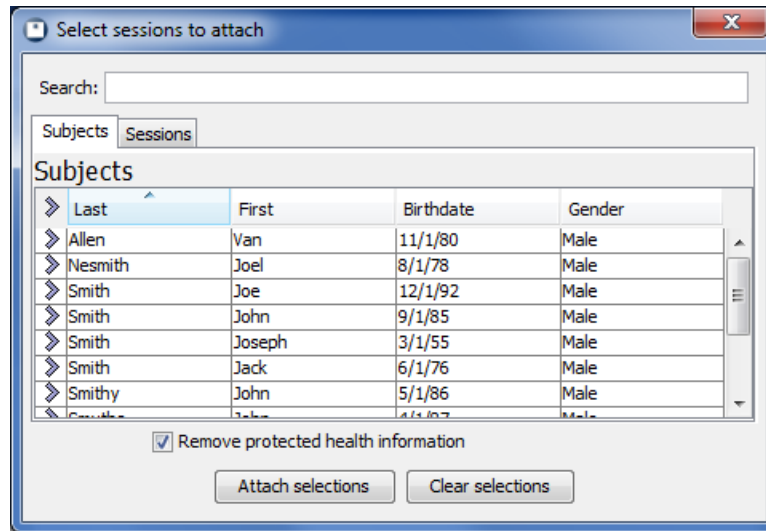 Select sessions to attach
Search:
Subjects Sessions
Subjects
Last First Birthdate Gender
Allen Van 11/1/80 Male
Nesmith Joel 8/1/78 Male
Smith Joe 12/1/92 Male
Smith John 9/1/85 Male
Smith Joseph 3/1/55 Male
Smith Jack 6/1/76 Male
Smithy John 5/1/86 Male
Remove protected health information
Attach selections Clear selections